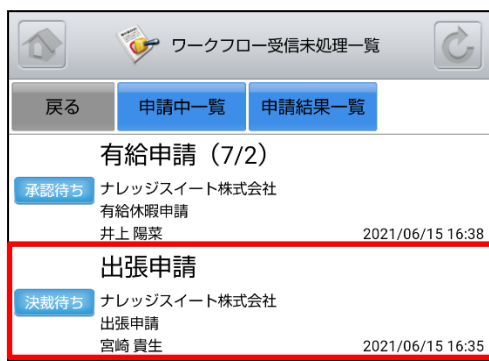 ワークフロー受信未処理一覧
戻る 申請中一覧 申請結果一覧
有給申請（7/2）
承認待ち ナレッジスイート株式会社
有給休暇申請
井上 陽菜 2021/06/15 16:38
出張申請
決裁待ち ナレッジスイート株式会社
出張申請
宮崎 貴生 2021/06/15 16:35